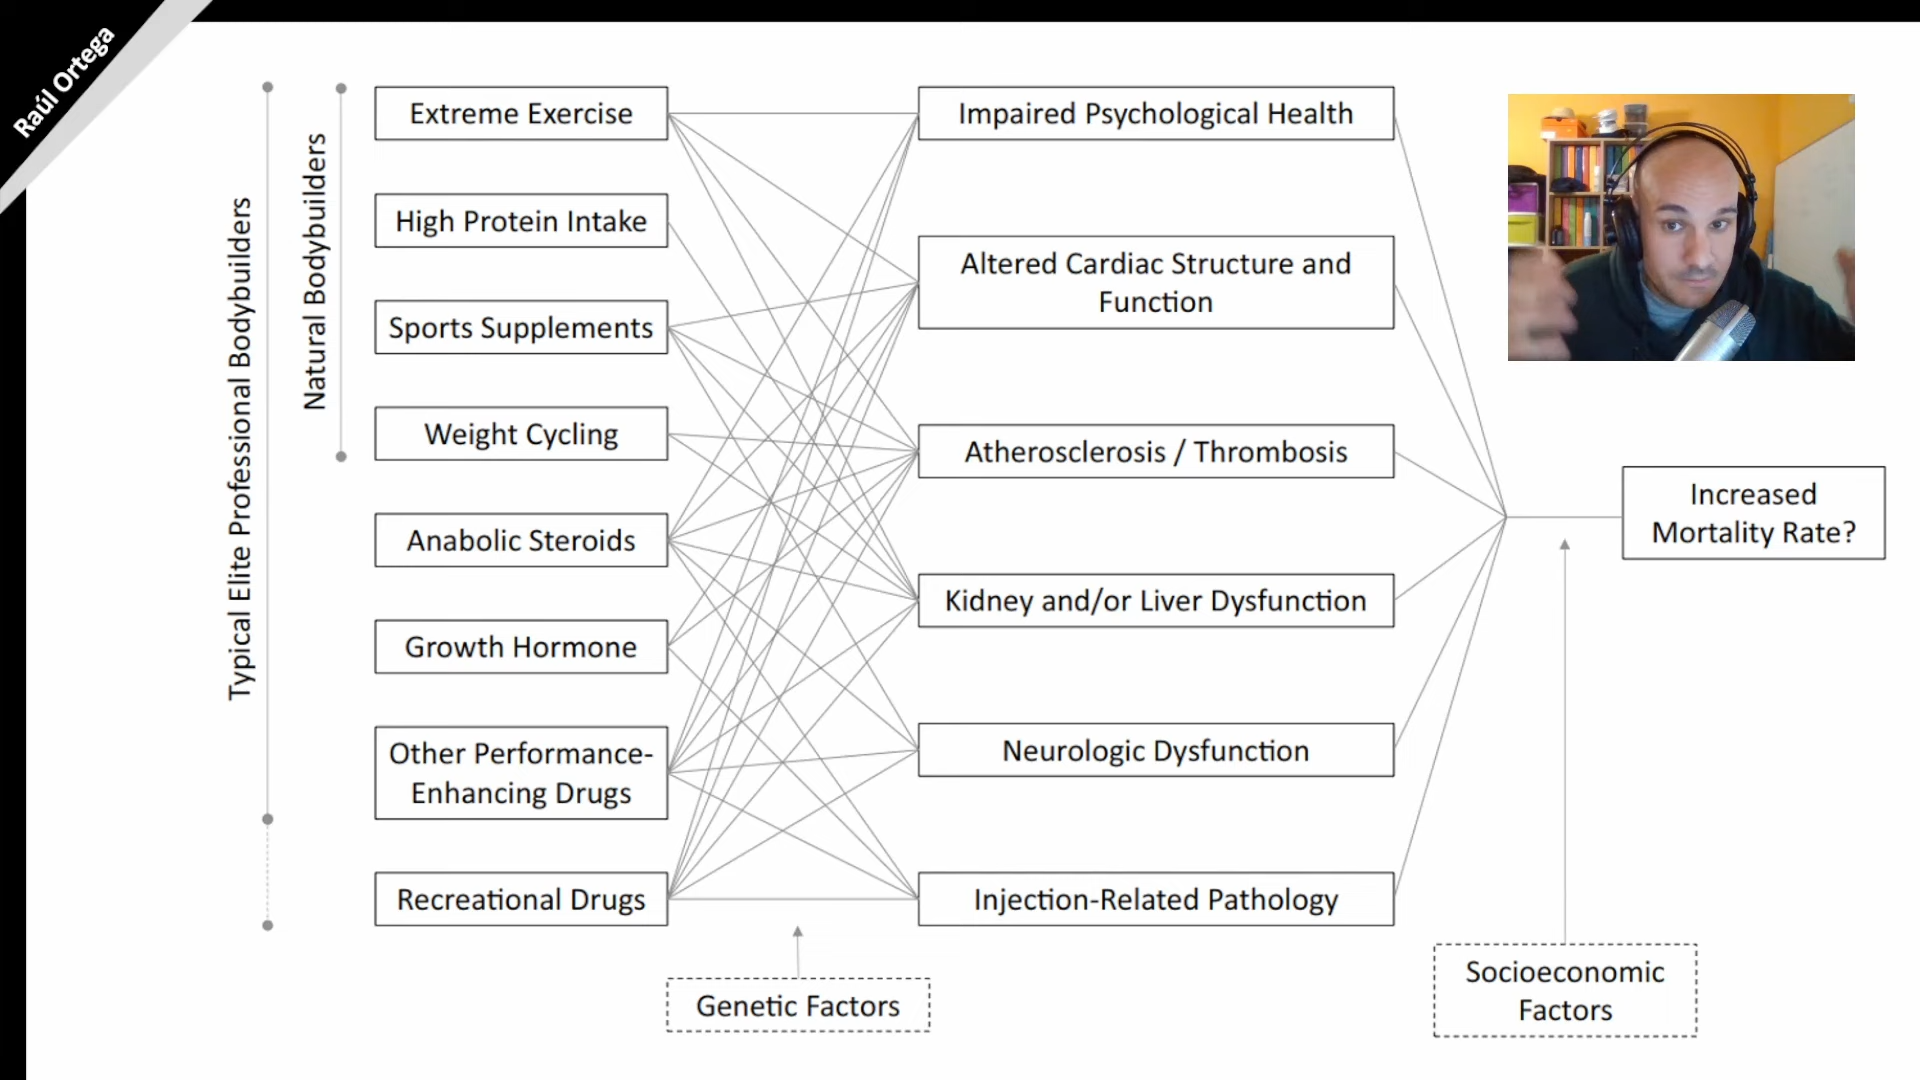 Raúl Ortega
Typical Elite Professional Bodybuilders
Natural Bodybuilders
Extreme Exercise
High Protein Intake
Sports Supplements
Weight Cycling
Anabolic Steroids
Growth Hormone
Other Performance-
Enhancing Drugs
Recreational Drugs
Impaired Psychological Health
Altered Cardiac Structure and
Function
Atherosclerosis / Thrombosis
Kidney and/or Liver Dysfunction
Neurologic Dysfunction
Injection-Related Pathology
Increased
Mortality Rate?
Genetic Factors
Socioeconomic
Factors